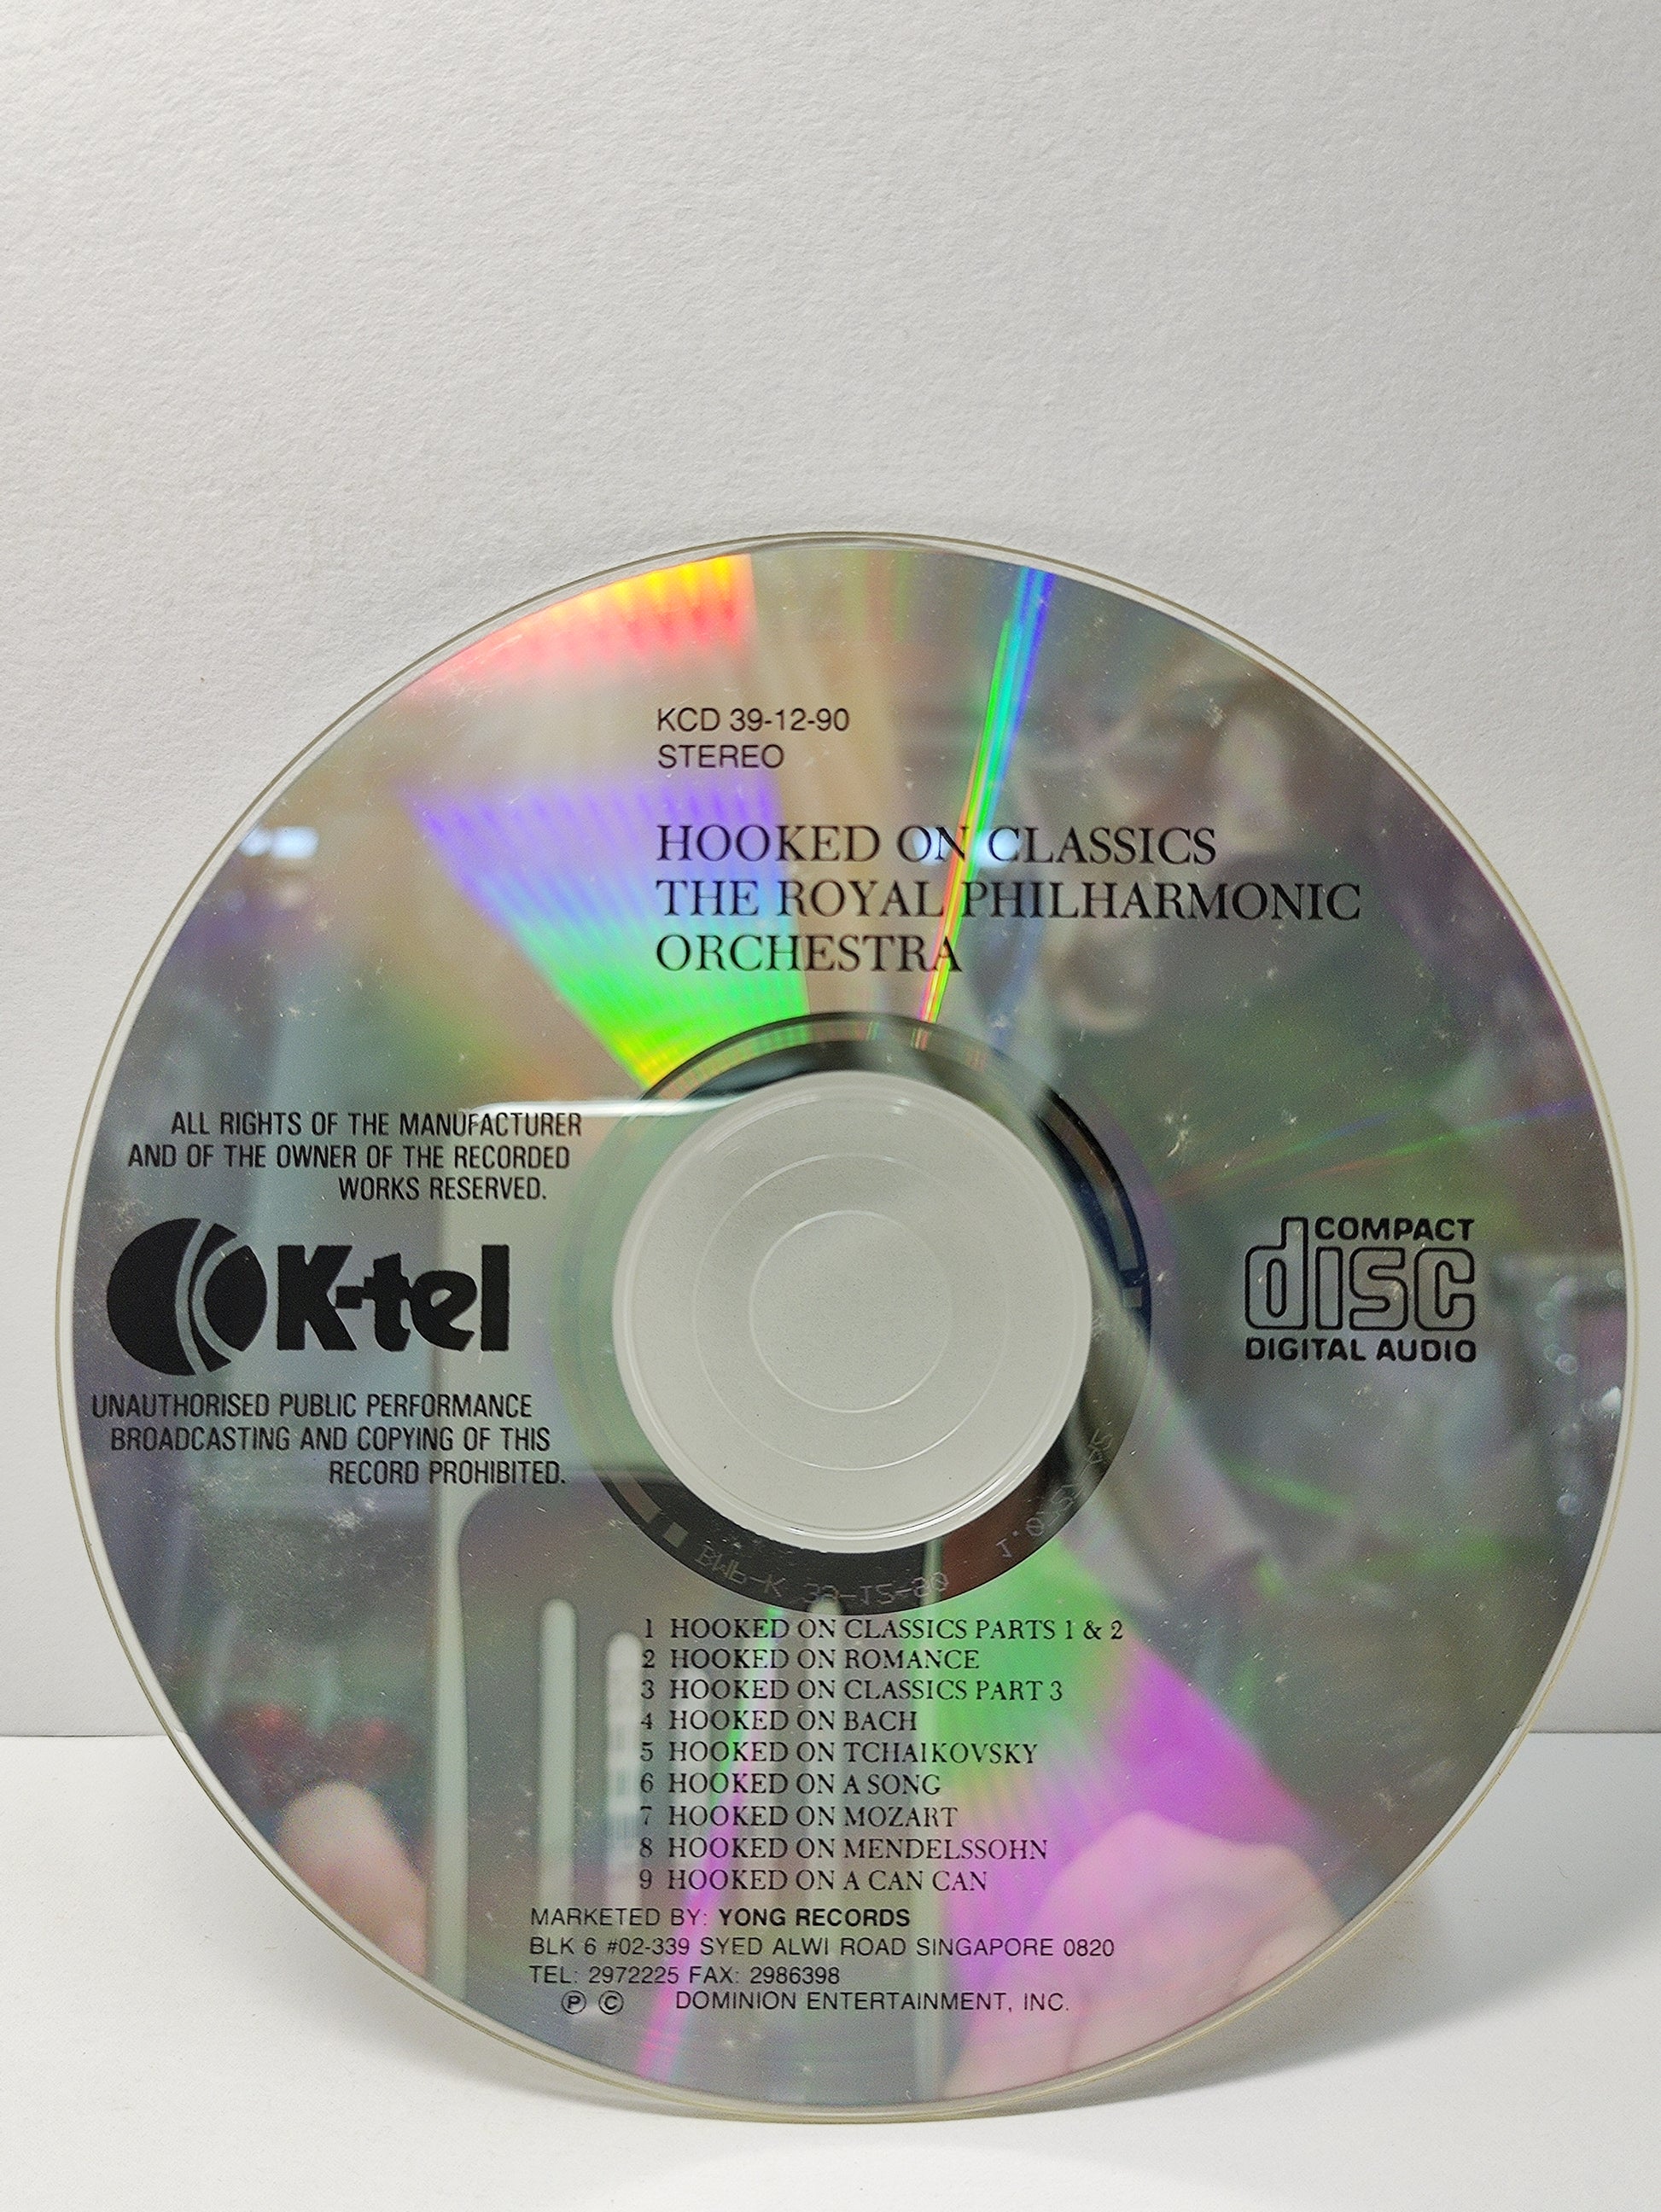 KCD 39-12-90
STEREO
HOOKED ON CLASSICS
THE ROYAL PHILHARMONIC
ORCHESTRA
ALL RIGHTS OF THE MANUFACTURER
AND OF THE OWNER OF THE RECORDED
WORKS RESERVED.
K-tel
UNAUTHORISED PUBLIC PERFORMANCE
BROADCASTING AND COPYING OF THIS
RECORD PROHIBITED.
COMPACT
disc
DIGITAL AUDIO
1 HOOKED ON CLASSICS PARTS 1 & 2
2 HOOKED ON ROMANCE
3 HOOKED ON CLASSICS PART 3
4 HOOKED ON BACH
5 HOOKED ON TCHAIKOVSKY
6 HOOKED ON A SONG
7 HOOKED ON MOZART
8 HOOKED ON MENDELSSOHN
9 HOOKED ON A CAN CAN
MARKETED BY: YONG RECORDS
BLK 6 #02-339 SYED ALWI ROAD SINGAPORE 0820
TEL: 2972225 FAX: 2986398
Ⓟ © DOMINION ENTERTAINMENT, INC.